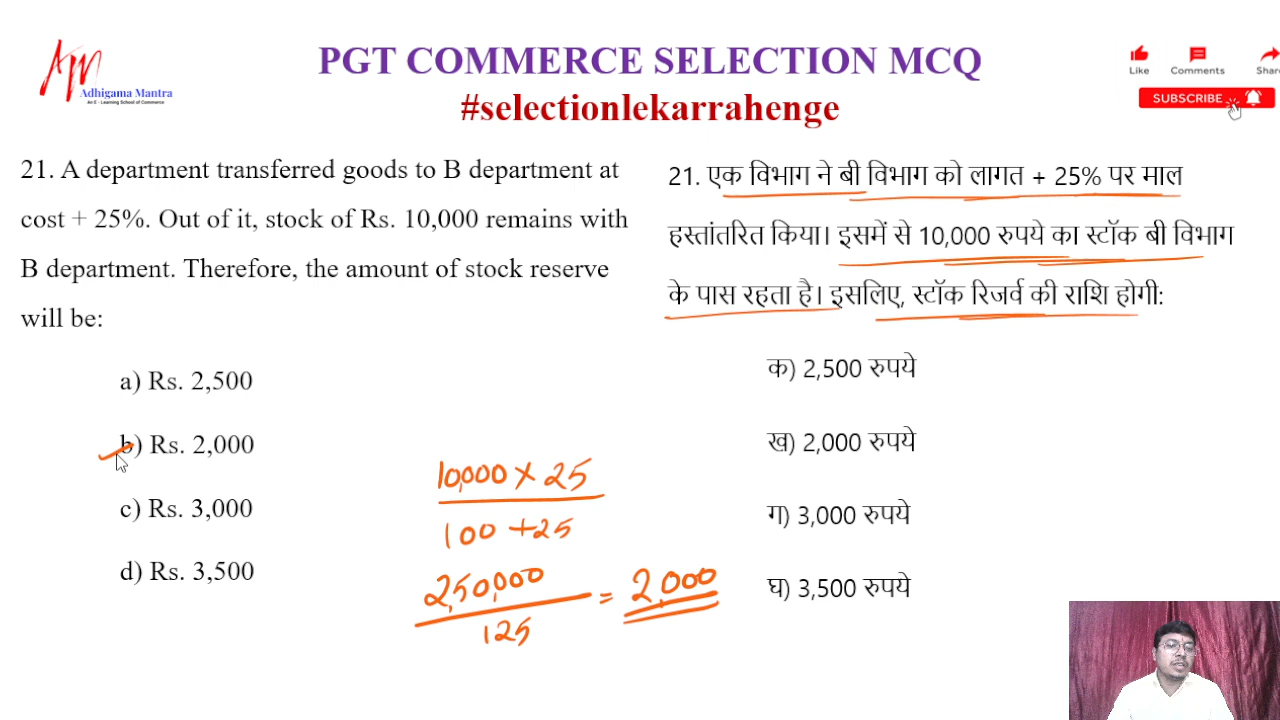 PGT COMMERCE SELECTION MCQ
#selectionlekarrahenge
Adhigama Mantra
An E - Learning School of Commerce
Like
Comments
Share
SUBSCRIBE
21. A department transferred goods to B department at
cost + 25%. Out of it, stock of Rs. 10,000 remains with
B department. Therefore, the amount of stock reserve
will be:
a) Rs. 2,500
b) Rs. 2,000
c) Rs. 3,000
d) Rs. 3,500
10,000 × 25
100 + 25
2,50,000
125
= 2,000
21. एक विभाग ने बी विभाग को लागत + 25% पर माल
हस्तांतरित किया। इसमें से 10,000 रुपये का स्टॉक बी विभाग
के पास रहता है। इसलिए, स्टॉक रिजर्व की राशि होगी:
क) 2,500 रुपये
ख) 2,000 रुपये
ग) 3,000 रुपये
घ) 3,500 रुपये